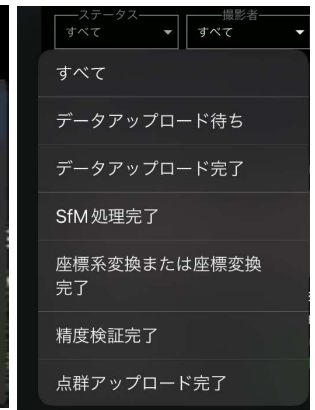 ステータス
撮影者
すべて
すべて
すべて
データアップロード待ち
データアップロード完了
SfM処理完了
座標系変換または座標変換
完了
精度検証完了
点群アップロード完了